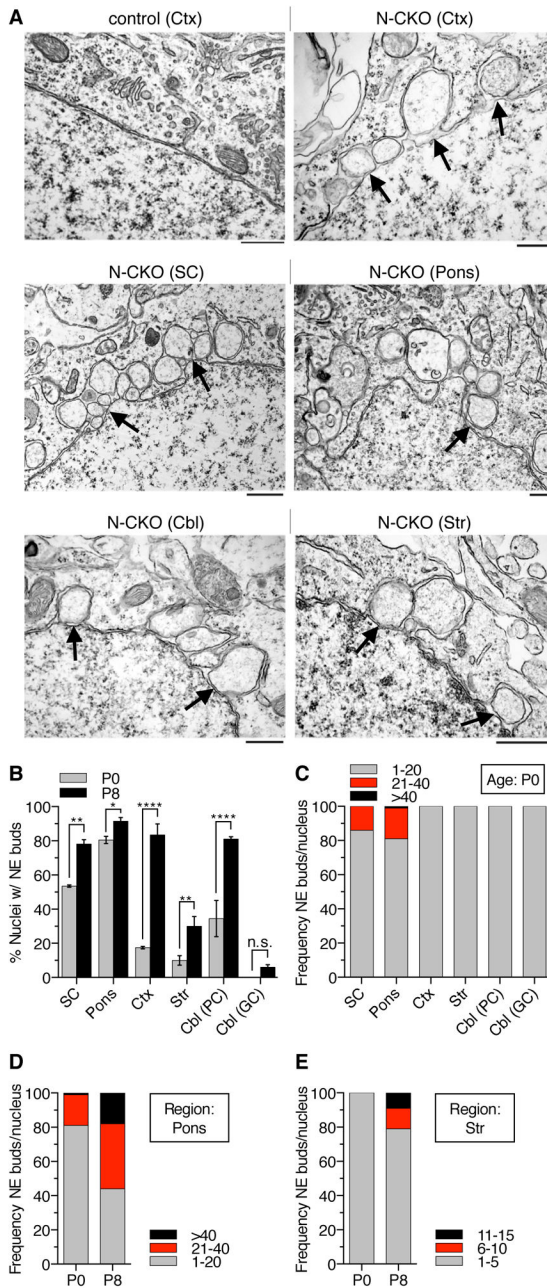 A
control (Ctx)
N-CKO (Ctx)
N-CKO (SC)
N-CKO (Pons)
N-CKO (Cbl)
N-CKO (Str)
B
P0
P8
% Nuclei w/ NE buds
100
80
60
40
20
0
**
*
****
**
****
n.s.
SC
Pons
Ctx
Str
Cbl (PC)
Cbl (GC)
C
1-20
21-40
>40
Age: P0
Frequency NE buds/nucleus
100
80
60
40
20
0
SC
Pons
Ctx
Str
Cbl (PC)
Cbl (GC)
D
Frequency NE buds/nucleus
100
80
60
40
20
0
Region:
Pons
>40
21-40
1-20
P0
P8
E
Frequency NE buds/nucleus
100
80
60
40
20
0
Region:
Str
11-15
6-10
1-5
P0
P8